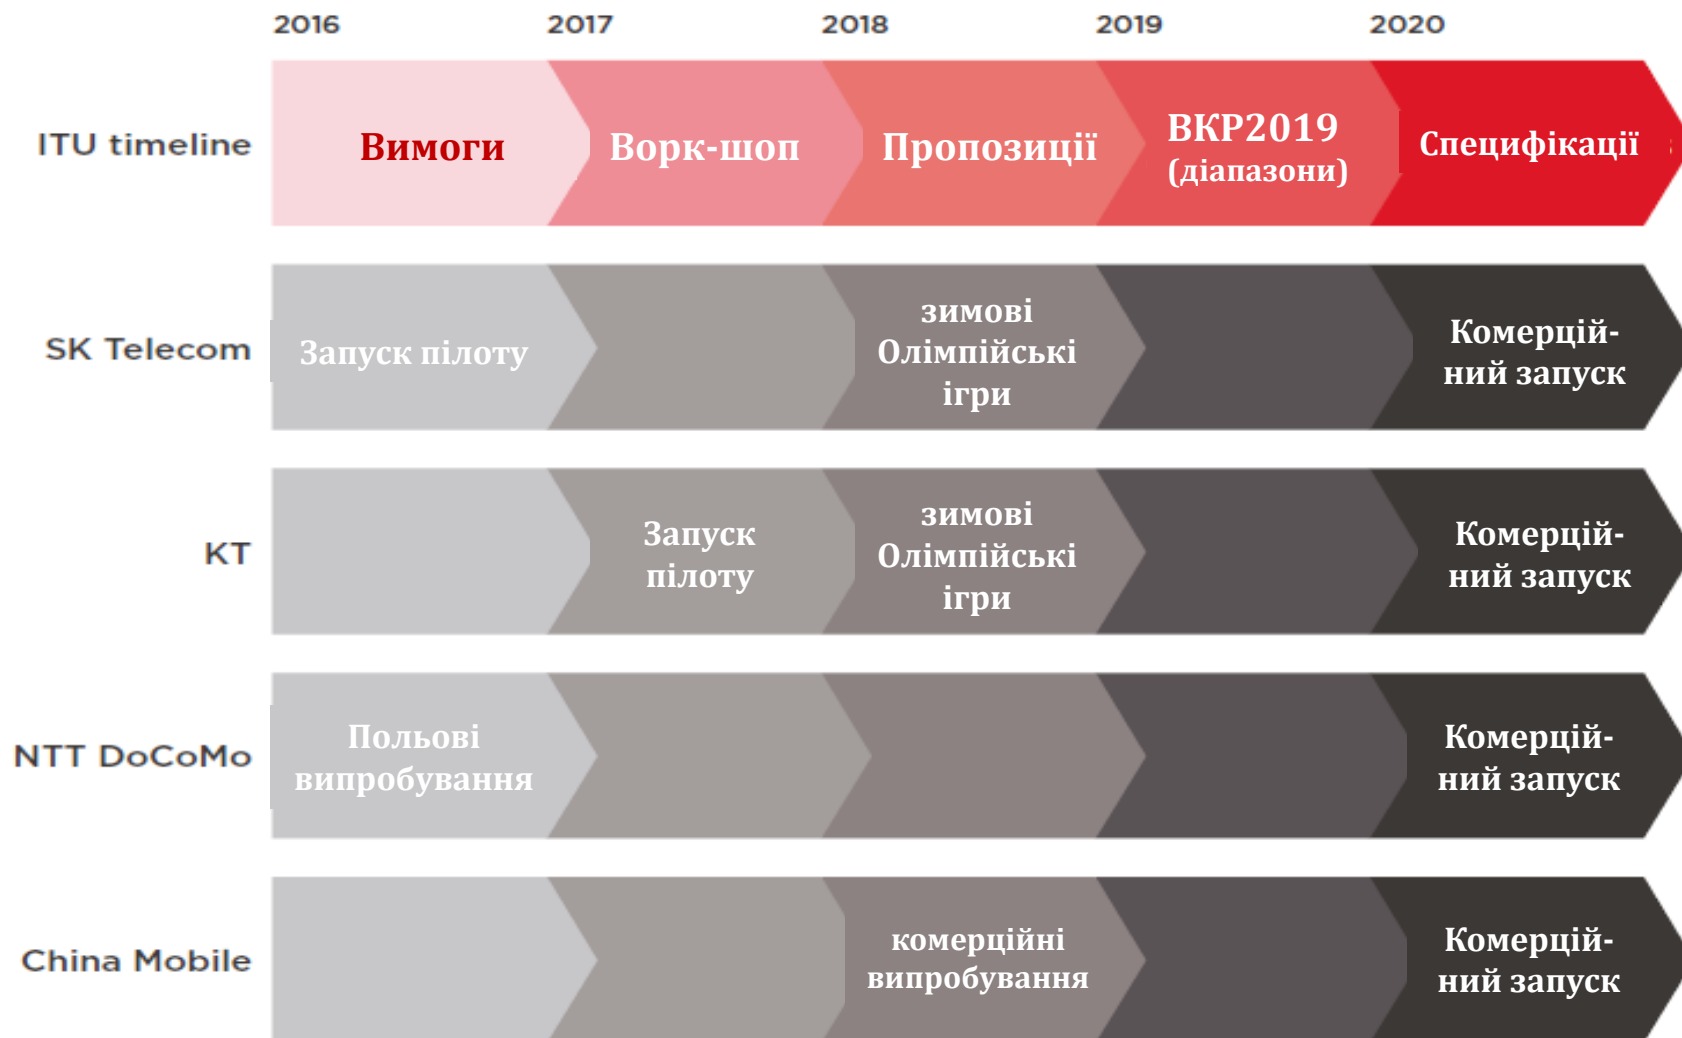 2016 2017 2018 2019 2020
ITU timeline
Вимоги
Ворк-шоп
Пропозиції
ВКР2019
(діапазони)
Специфікації
SK Telecom
Запуск пілоту
зимові
Олімпійські
ігри
Комерцій-
ний запуск
KT
Запуск
пілоту
зимові
Олімпійські
ігри
Комерцій-
ний запуск
NTT DoCoMo
Польові
випробування
Комерцій-
ний запуск
China Mobile
комерційні
випробування
Комерцій-
ний запуск